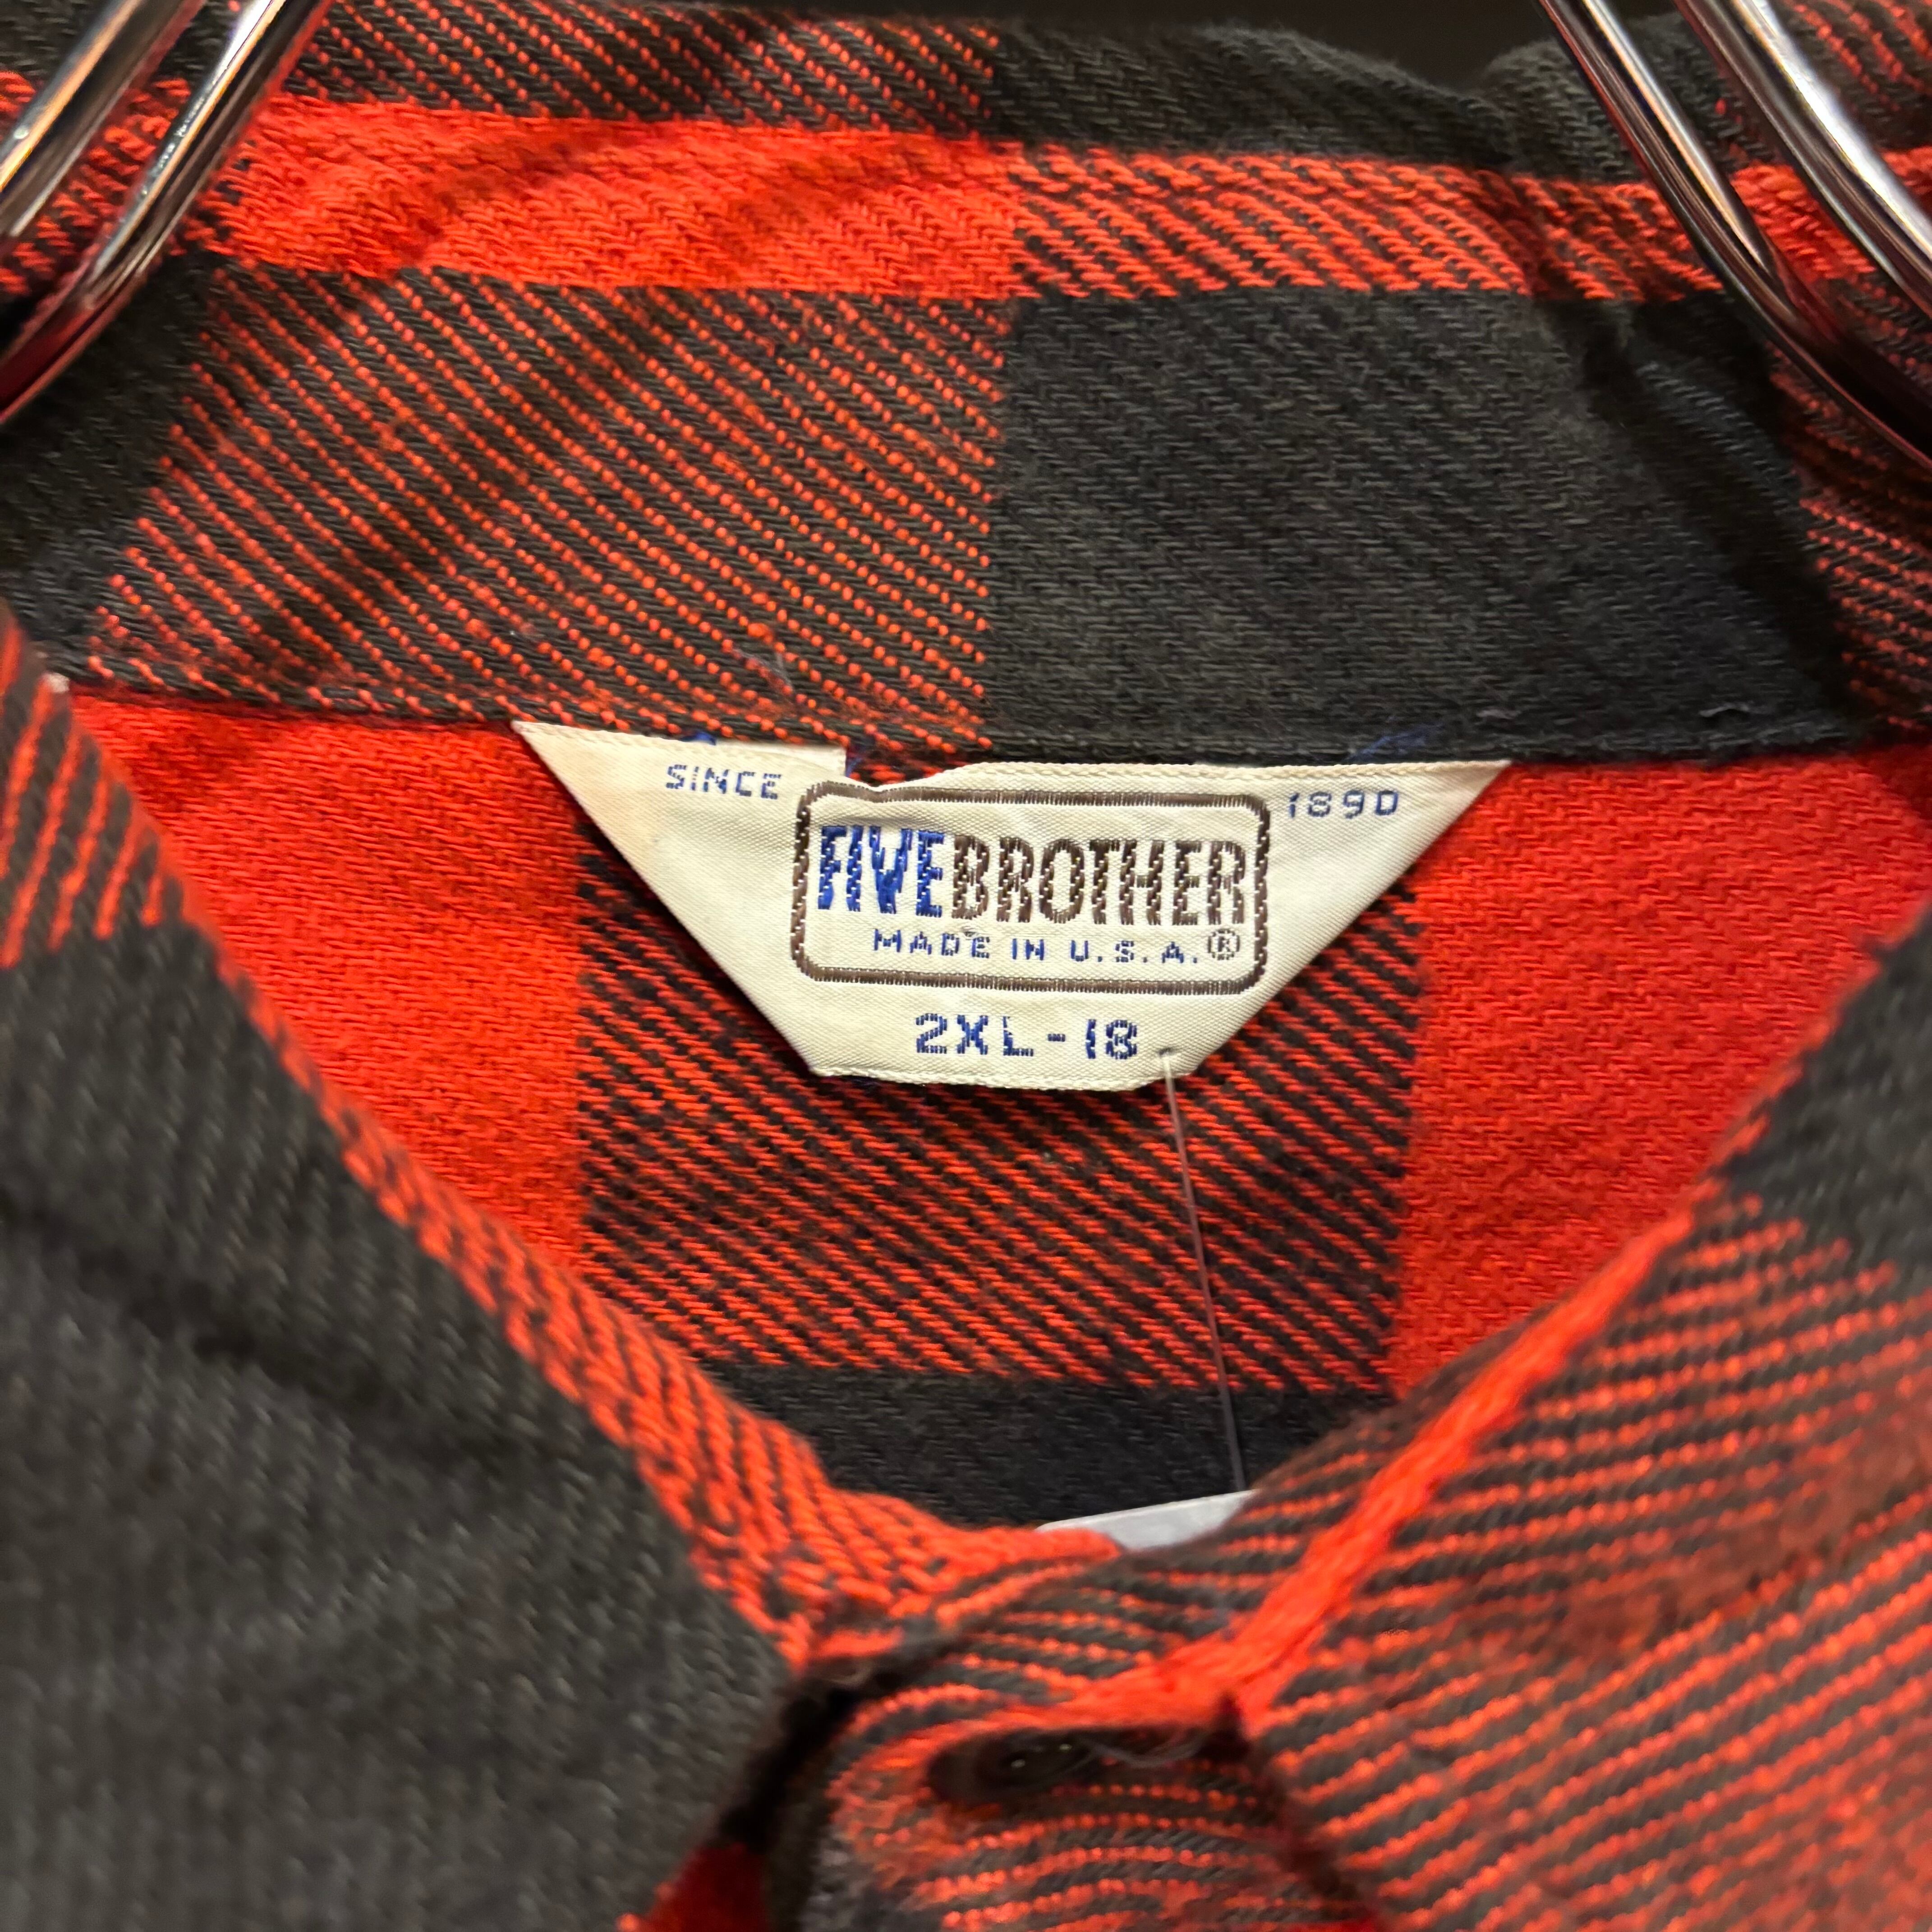 SINCE 1890
FIVEBROTHER
MADE IN U.S.A.®
2XL-18